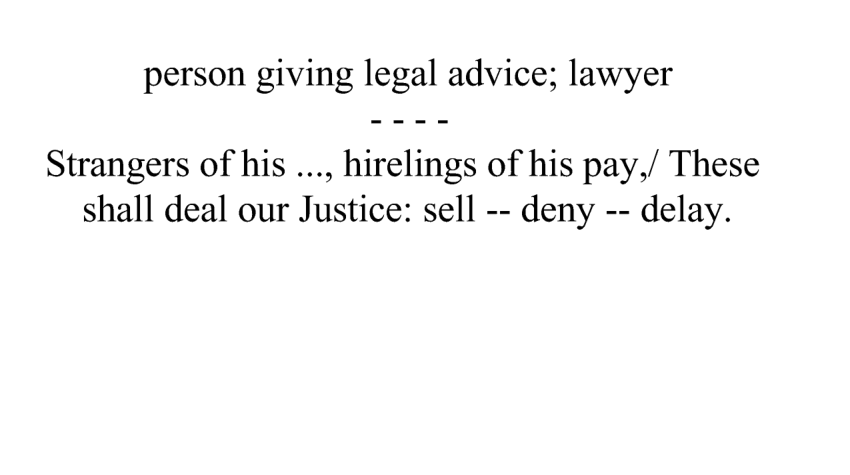 person giving legal advice; lawyer
- - - -
Strangers of his ..., hirelings of his pay,/ These
shall deal our Justice: sell -- deny -- delay.